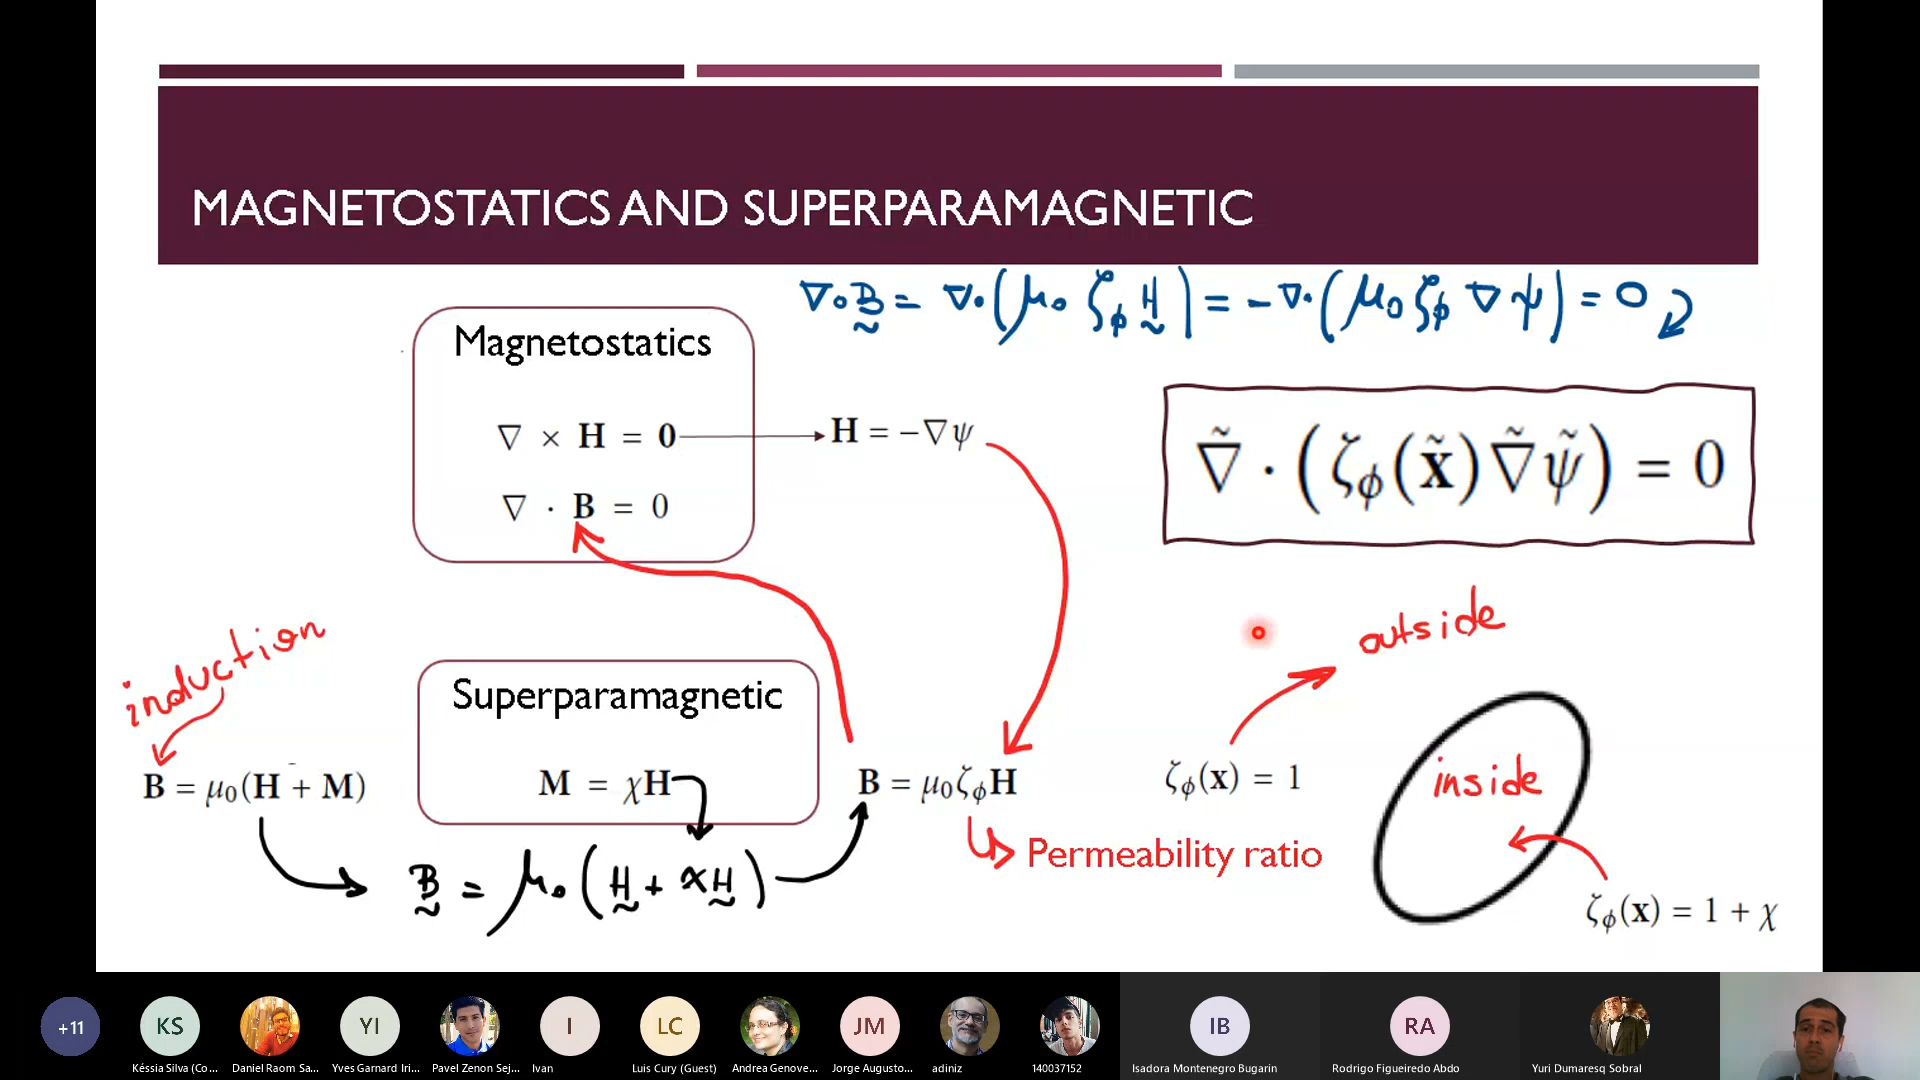 MAGNETOSTATICS AND SUPERPARAMAGNETIC
∇·B = ∇·(μ₀ ζϕ H) = -∇·(μ₀ ζϕ ∇ψ) = 0
Magnetostatics
∇ × H = 0
H = −∇ψ
∇ · B = 0
∇̃ · (ζϕ(x̃)∇̃ψ̃) = 0
induction
outside
Superparamagnetic
B = μ₀(H + M)
M = χH
B = μ₀ζϕH
ζϕ(x) = 1
inside
Permeability ratio
B = μ₀(H + χH)
ζϕ(x) = 1 + χ
+11
KS
YI
I
LC
JM
IB
RA
Késsia Silva (Co...
Daniel Raom Sa...
Yves Garnard Iri...
Pavel Zenon Sej...
Ivan
Luis Cury (Guest)
Andrea Genove...
Jorge Augusto...
adiniz
140037152
Isadora Montenegro Bugarin
Rodrigo Figueiredo Abdo
Yuri Dumaresq Sobral